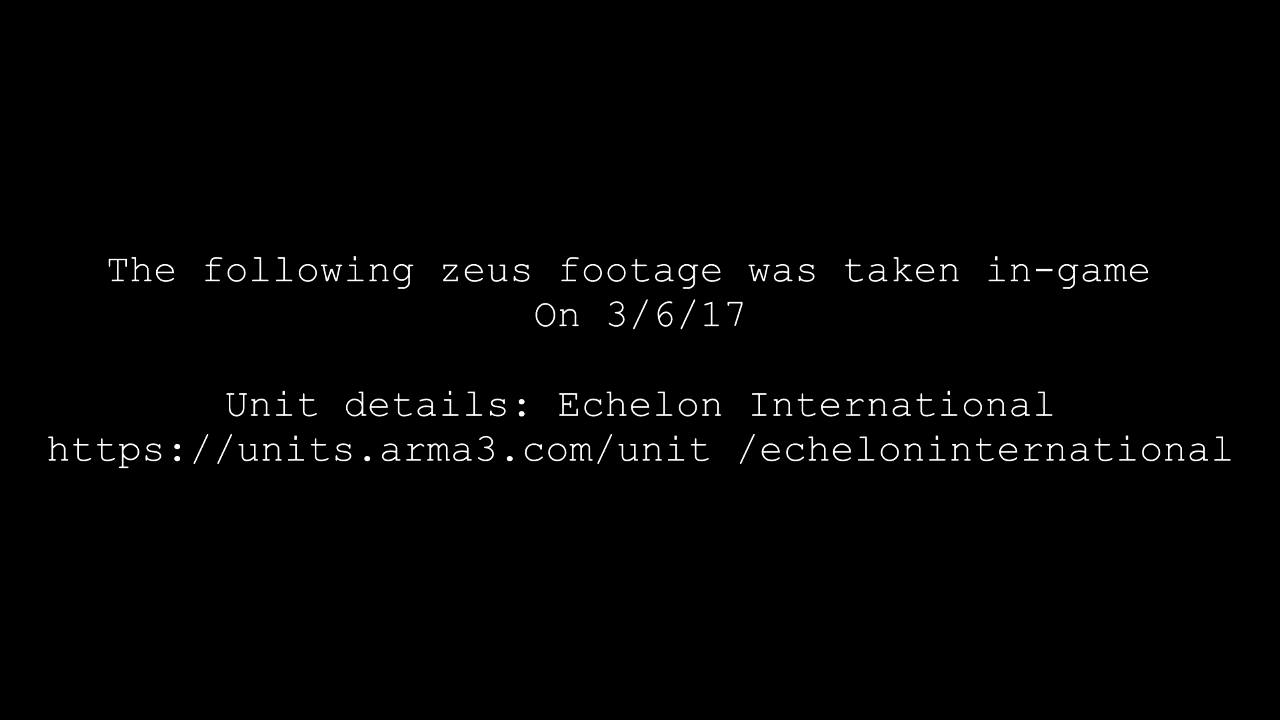 The following zeus footage was taken in-game
On 3/6/17
Unit details: Echelon International
https://units.arma3.com/unit /echeloninternational